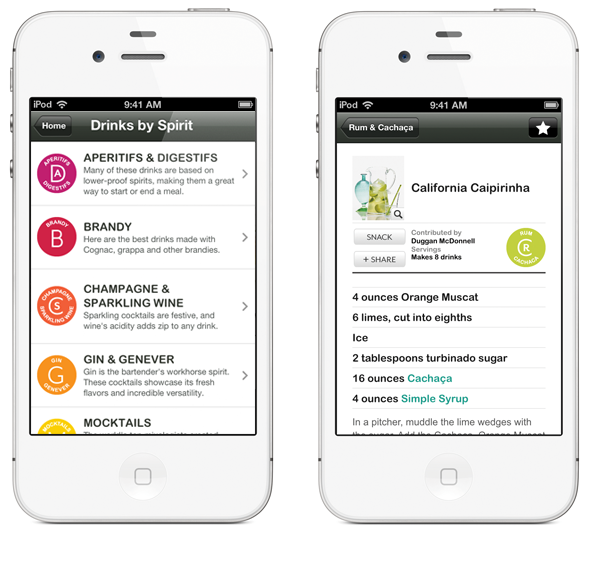 iPod 9:41 AM
Home Drinks by Spirit
APERITIFS
DA
DIGESTIFS
APERITIFS & DIGESTIFS
Many of these drinks are based on
lower-proof spirits, making them a great
way to start or end a meal.
BRANDY
B
BRANDY
Here are the best drinks made with
Cognac, grappa and other brandies.
CHAMPAGNE
CS
SPARKLING WINE
CHAMPAGNE &
SPARKLING WINE
Sparkling cocktails are festive, and
wine's acidity adds zip to any drink.
GIN
G
GENEVER
GIN & GENEVER
Gin is the bartender's workhorse spirit.
These cocktails showcase its fresh
flavors and incredible versatility.
MOCKTAILS
MOCKTAILS
iPod 9:41 AM
Rum & Cachaça
California Caipirinha
SNACK
+ SHARE
Contributed by
Duggan McDonnell
Servings
Makes 8 drinks
RUM
CR
CACHAÇA
4 ounces Orange Muscat
6 limes, cut into eighths
Ice
2 tablespoons turbinado sugar
16 ounces Cachaça
4 ounces Simple Syrup
In a pitcher, muddle the lime wedges with
the sugar. Add the Cachaça, Orange Muscat